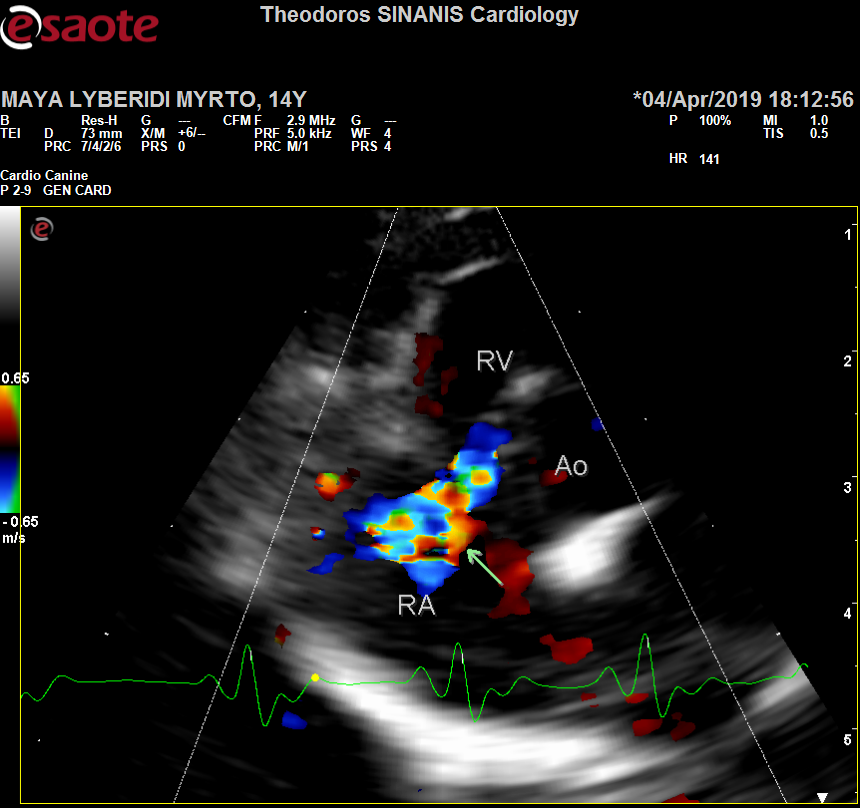 esaote
Theodoros SINANIS Cardiology
MAYA LYBERIDI MYRTO, 14Y *04/Apr/2019 18:12:56
B Res-H G --- CFM F 2.9 MHz G --- P 100% MI 1.0
TEI D 73 mm X/M +6/-- PRF 5.0 kHz WF 4 TIS 0.5
PRC 7/4/2/6 PRS 0 PRC M/1 PRS 4
HR 141
Cardio Canine
P 2-9 GEN CARD
e
1
RV
2
0.65
Ao
3
- 0.65
m/s
RA
4
5